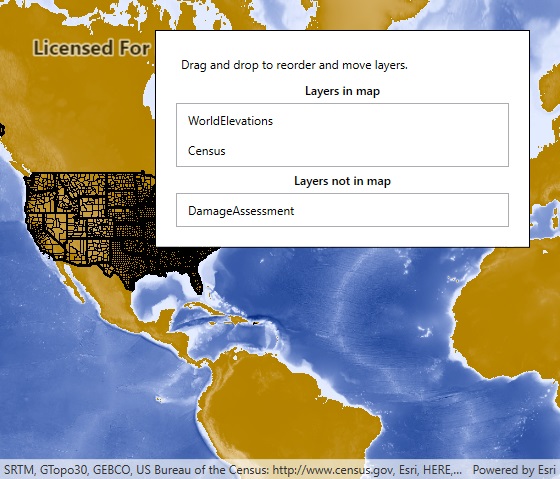 Licensed For
Drag and drop to reorder and move layers.
Layers in map
WorldElevations
Census
Layers not in map
DamageAssessment
SRTM, GTopo30, GEBCO, US Bureau of the Census: http://www.census.gov, Esri, HERE,... Powered by Esri